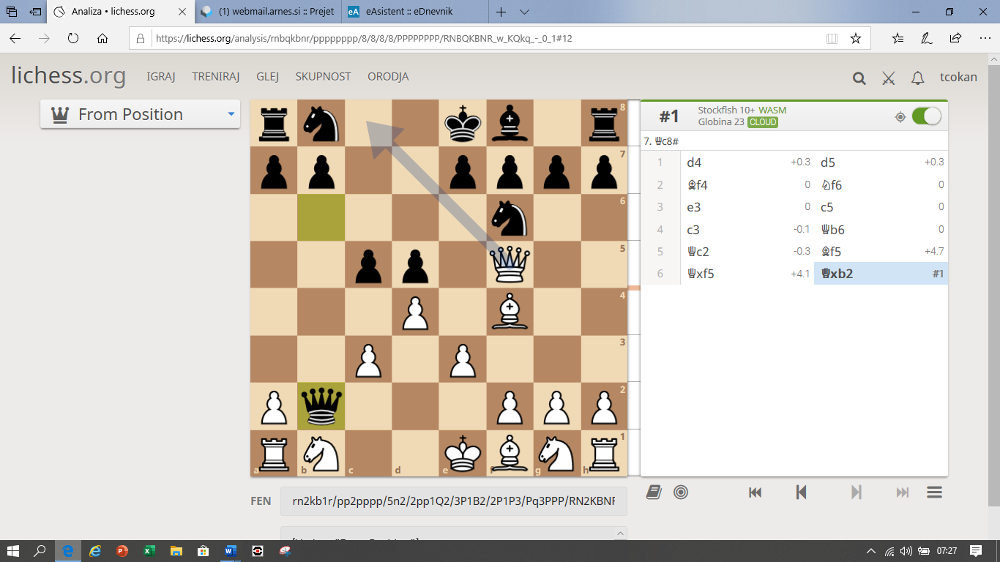 Analiza • lichess.org
(1) webmail.arnes.si :: Prejet
eA eAsistent :: eDnevnik
https://lichess.org/analysis/rnbqkbnr/pppppppp/8/8/8/8/PPPPPPPP/RNBQKBNR_w_KQkq_-_0_1#12
lichess.org IGRAJ TRENIRAJ GLEJ SKUPNOST ORODJA tcokan
From Position
8
7
6
5
4
3
2
1
a b c d e f g h
#1 Stockfish 10+ WASM
Globina 23 CLOUD
7. ♕c8#
1 d4 +0.3 d5 +0.3
2 ♗f4 0 ♘f6 0
3 e3 0 c5 0
4 c3 -0.1 ♕b6 0
5 ♕c2 -0.3 ♗f5 +4.7
6 ♕xf5 +4.1 ♕xb2 #1
FEN rn2kb1r/pp2pppp/5n2/2pp1Q2/3P1B2/2P1P3/Pq3PPP/RN2KBNR
07:27